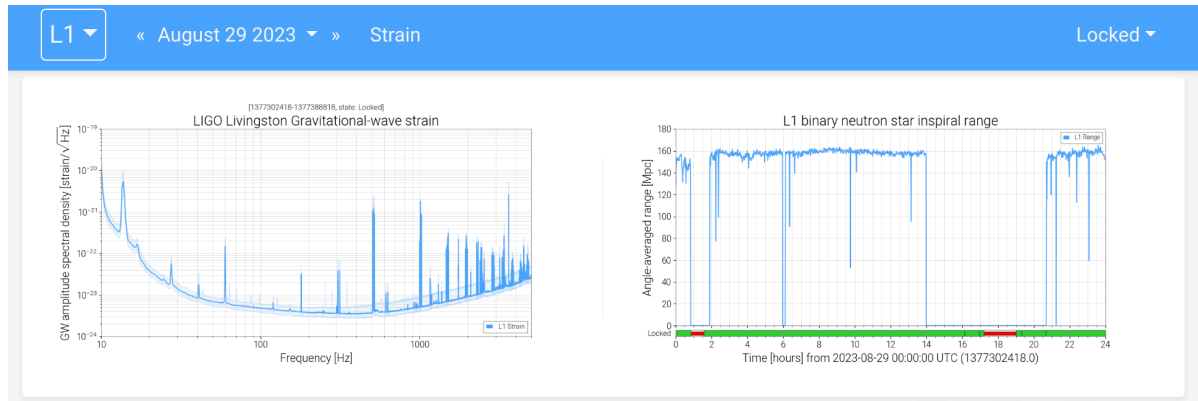 L1 « August 29 2023 » Strain Locked
[1377302418-1377388818, state: Locked]
LIGO Livingston Gravitational-wave strain
GW amplitude spectral density [strain/√Hz]
10⁻¹⁹
10⁻²⁰
10⁻²¹
10⁻²²
10⁻²³
10⁻²⁴
L1 Strain
10 100 1000
Frequency [Hz]
L1 binary neutron star inspiral range
Angle-averaged range [Mpc]
180
160
140
120
100
80
60
40
20
0
L1 Range
Locked
0 2 4 6 8 10 12 14 16 18 20 22 24
Time [hours] from 2023-08-29 00:00:00 UTC (1377302418.0)